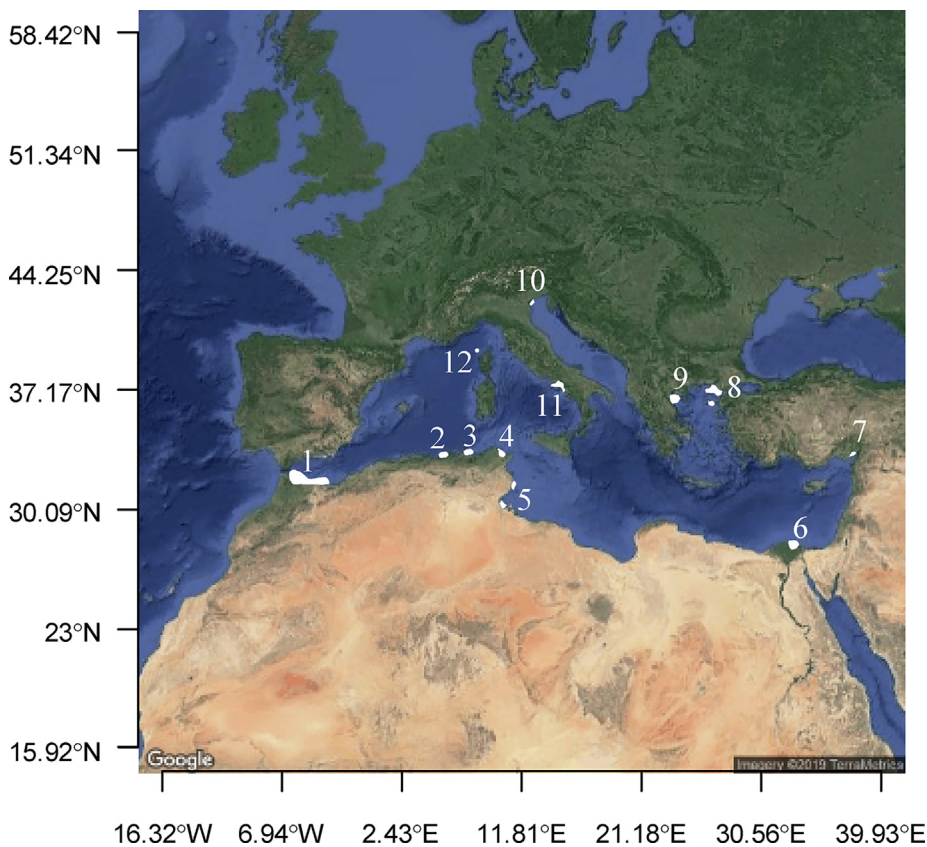 58.42°N
51.34°N
44.25°N
37.17°N
30.09°N
23°N
15.92°N
10
12
9
8
11
7
2
3
4
1
5
6
Google
Imagery ©2019 TerraMetrics
16.32°W 6.94°W 2.43°E 11.81°E 21.18°E 30.56°E 39.93°E